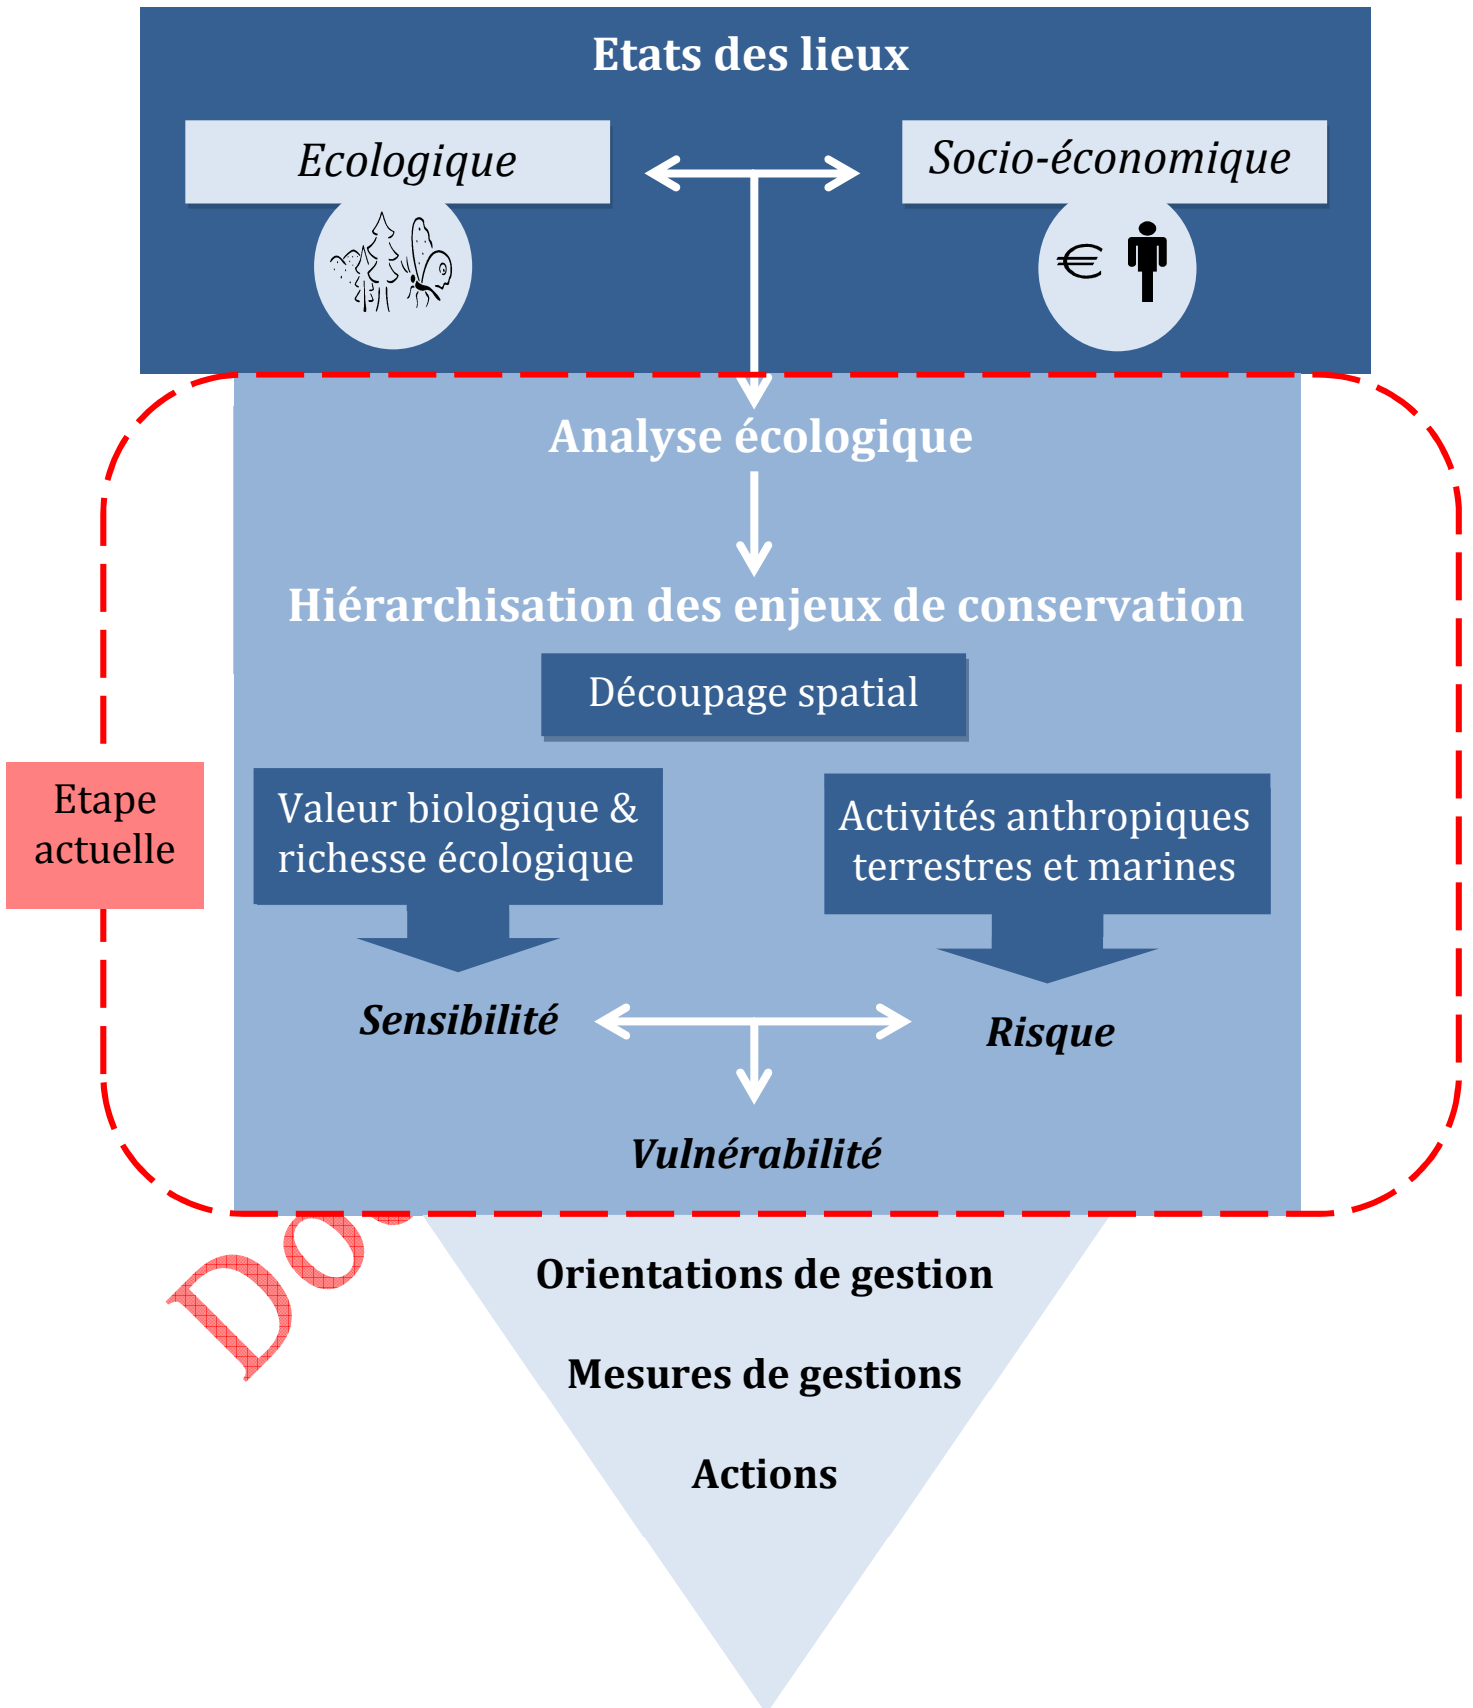 Etats des lieux
Ecologique
Socio-économique
€
Analyse écologique
Hiérarchisation des enjeux de conservation
Découpage spatial
Valeur biologique &
richesse écologique
Activités anthropiques
terrestres et marines
Etape
actuelle
Sensibilité
Risque
Vulnérabilité
Orientations de gestion
Mesures de gestions
Actions